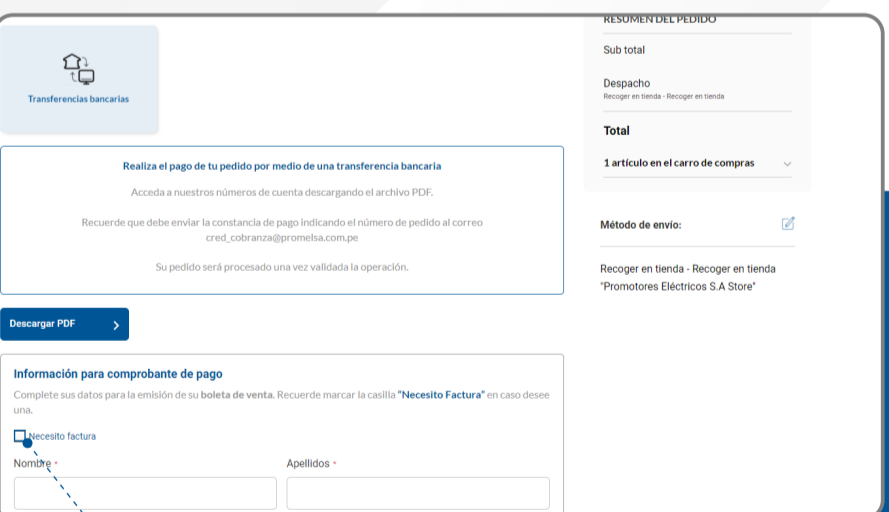 Transferencias bancarias
Realiza el pago de tu pedido por medio de una transferencia bancaria
Acceda a nuestros números de cuenta descargando el archivo PDF.
Recuerde que debe enviar la constancia de pago indicando el número de pedido al correo
cred_cobranza@promelsa.com.pe
Su pedido será procesado una vez validada la operación.
Descargar PDF
Información para comprobante de pago
Complete sus datos para la emisión de su boleta de venta. Recuerde marcar la casilla "Necesito Factura" en caso desee
una.
Necesito factura
Nombre *
Apellidos *
RESUMEN DEL PEDIDO
Sub total
Despacho
Recoger en tienda - Recoger en tienda
Total
1 artículo en el carro de compras
Método de envío:
Recoger en tienda - Recoger en tienda
"Promotores Eléctricos S.A Store"